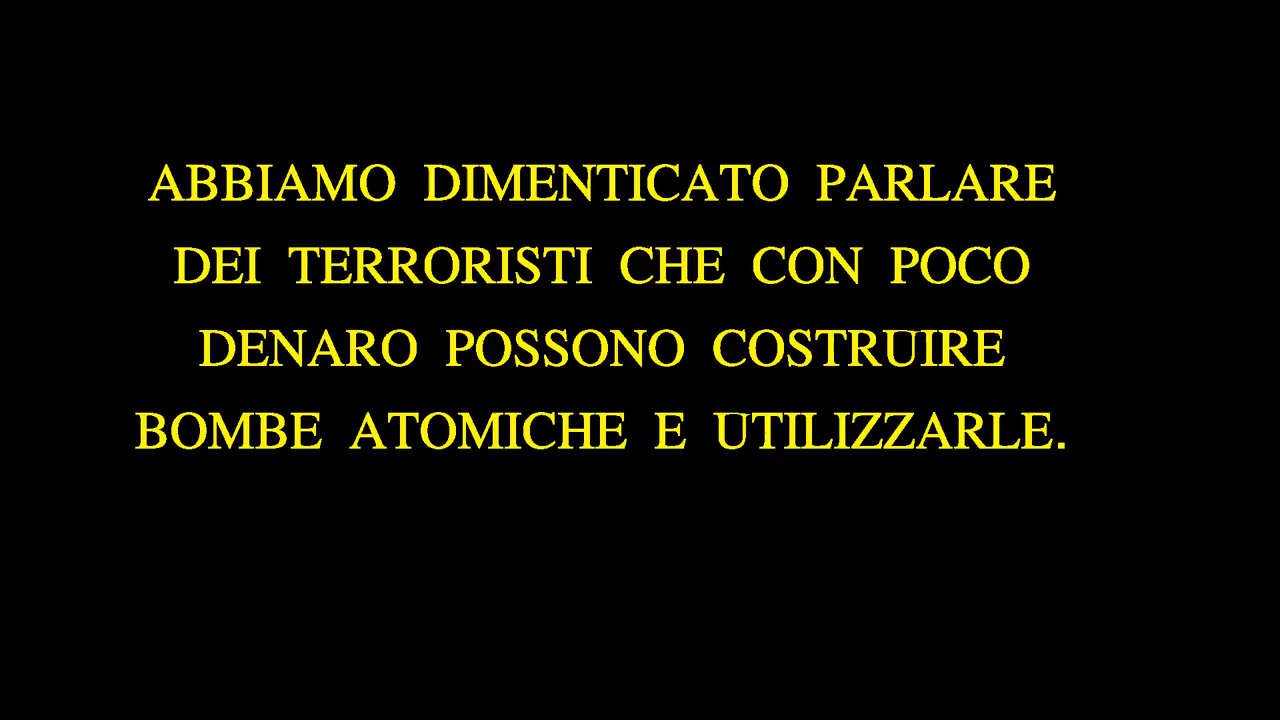 ABBIAMO DIMENTICATO PARLARE
DEI TERRORISTI CHE CON POCO
DENARO POSSONO COSTRUIRE
BOMBE ATOMICHE E UTILIZZARLE.